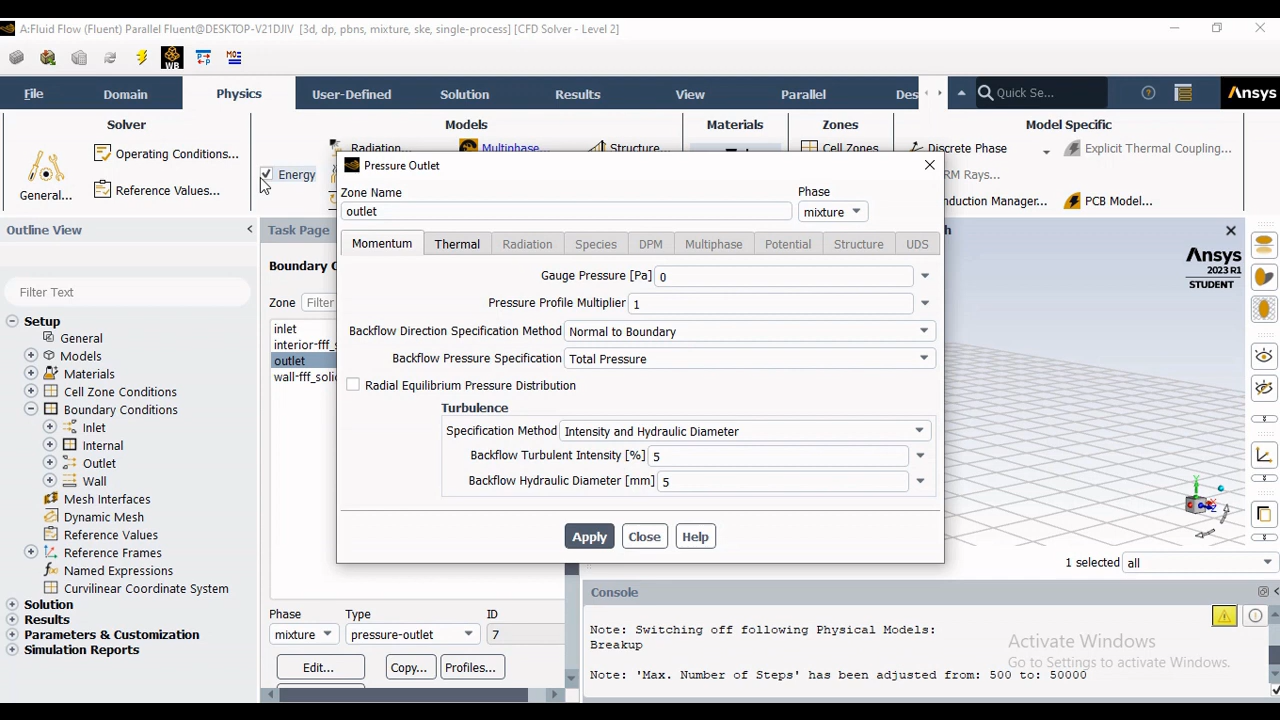 A:Fluid Flow (Fluent) Parallel Fluent@DESKTOP-V21DJIV [3d, dp, pbns, mixture, ske, single-process] [CFD Solver - Level 2]
WB
File Domain Physics User-Defined Solution Results View Parallel Des Quick Se... Ansys
Solver Models Materials Zones Model Specific
Operating Conditions... Radiation... Multiphase... Structure... Cell Zones Discrete Phase Explicit Thermal Coupling...
Energy RM Rays...
General... Reference Values... nduction Manager... PCB Model...
Outline View
Filter Text
Setup
General
Models
Materials
Cell Zone Conditions
Boundary Conditions
Inlet
Internal
Outlet
Wall
Mesh Interfaces
Dynamic Mesh
Reference Values
Reference Frames
Named Expressions
Curvilinear Coordinate System
Solution
Results
Parameters & Customization
Simulation Reports
Task Page
Boundary C
Zone Filter
inlet
interior-fff_s
outlet
wall-fff_solid
Phase Type ID
mixture pressure-outlet 7
Edit... Copy... Profiles...
Pressure Outlet
Zone Name Phase
outlet mixture
Momentum Thermal Radiation Species DPM Multiphase Potential Structure UDS
Gauge Pressure [Pa] 0
Pressure Profile Multiplier 1
Backflow Direction Specification Method Normal to Boundary
Backflow Pressure Specification Total Pressure
Radial Equilibrium Pressure Distribution
Turbulence
Specification Method Intensity and Hydraulic Diameter
Backflow Turbulent Intensity [%] 5
Backflow Hydraulic Diameter [mm] 5
Apply Close Help
h
Ansys
2023 R1
STUDENT
1 selected all
Console
Note: Switching off following Physical Models:
Breakup
Note: 'Max. Number of Steps' has been adjusted from: 500 to: 50000
Activate Windows
Go to Settings to activate Windows.